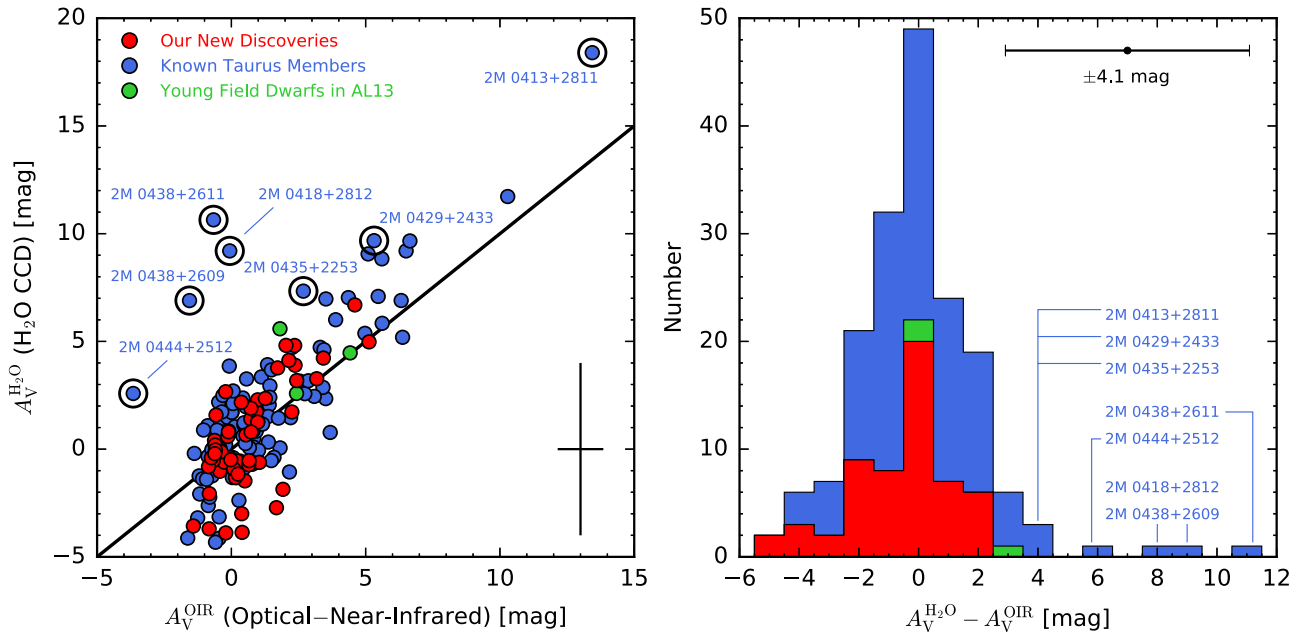 20
15
10
5
0
−5
−5
0
5
10
15
A_V^{H₂O} (H₂O CCD) [mag]
A_V^{OIR} (Optical−Near-Infrared) [mag]
Our New Discoveries
Known Taurus Members
Young Field Dwarfs in AL13
2M 0413+2811
2M 0438+2611
2M 0418+2812
2M 0429+2433
2M 0438+2609
2M 0435+2253
2M 0444+2512
50
40
30
20
10
0
−6
−4
−2
0
2
4
6
8
10
12
Number
A_V^{H₂O} − A_V^{OIR} [mag]
±4.1 mag
2M 0413+2811
2M 0429+2433
2M 0435+2253
2M 0438+2611
2M 0444+2512
2M 0418+2812
2M 0438+2609